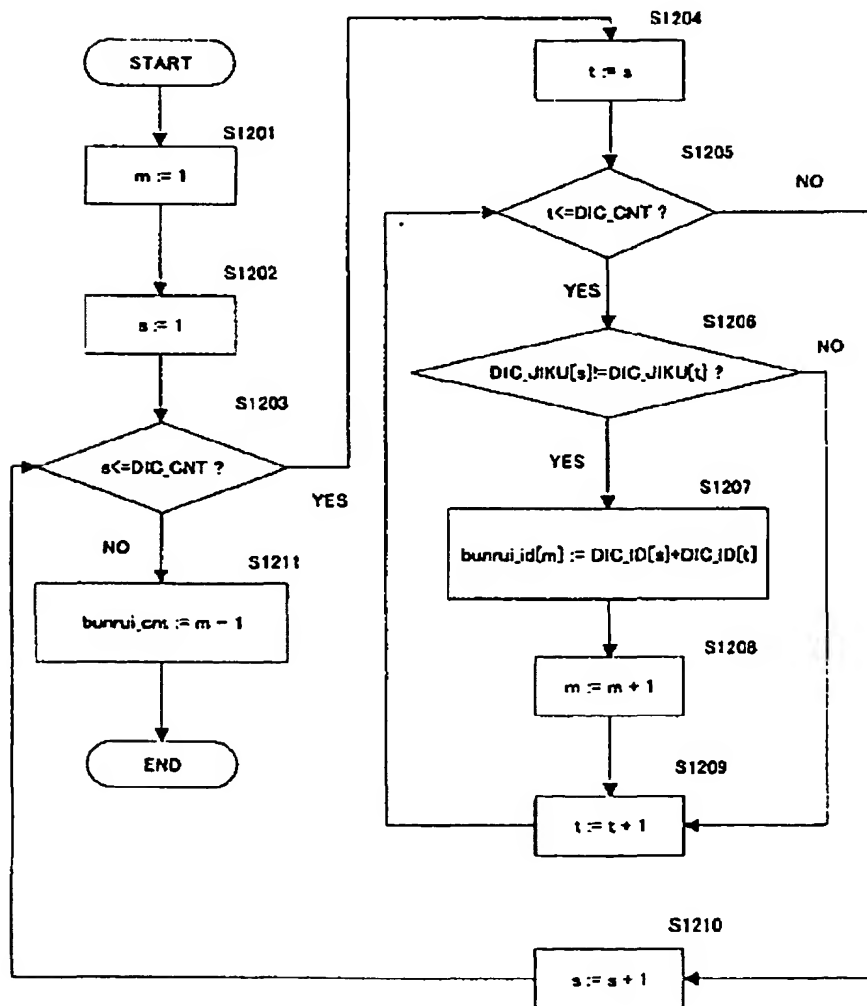 START
S1201
m := 1
S1202
s := 1
S1203
s<=DIC_CNT ?
YES
NO
S1211
bunrui_cnt := m - 1
END
S1204
t := s
S1205
t<=DIC_CNT ?
NO
YES
S1206
DIC_JIKU[s]!=DIC_JIKU[t] ?
NO
YES
S1207
bunrui_id[m] := DIC_ID[s]+DIC_ID[t]
S1208
m := m + 1
S1209
t := t + 1
S1210
s := s + 1